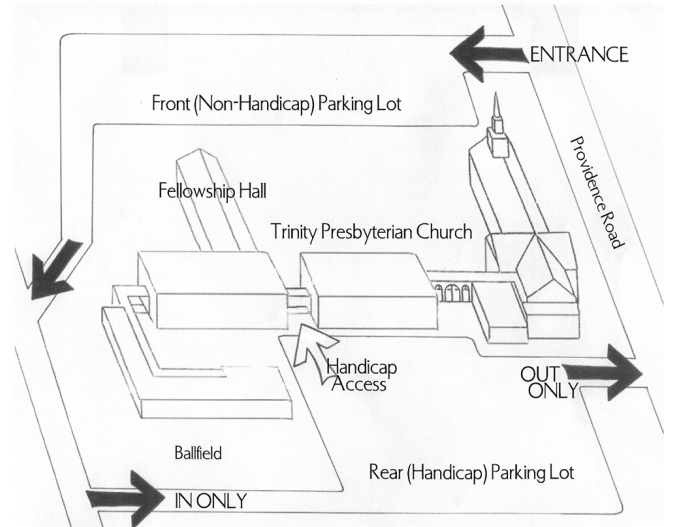 ENTRANCE
Front (Non-Handicap) Parking Lot
Providence Road
Fellowship Hall
Trinity Presbyterian Church
Handicap
Access
OUT
ONLY
Ballfield
Rear (Handicap) Parking Lot
IN ONLY